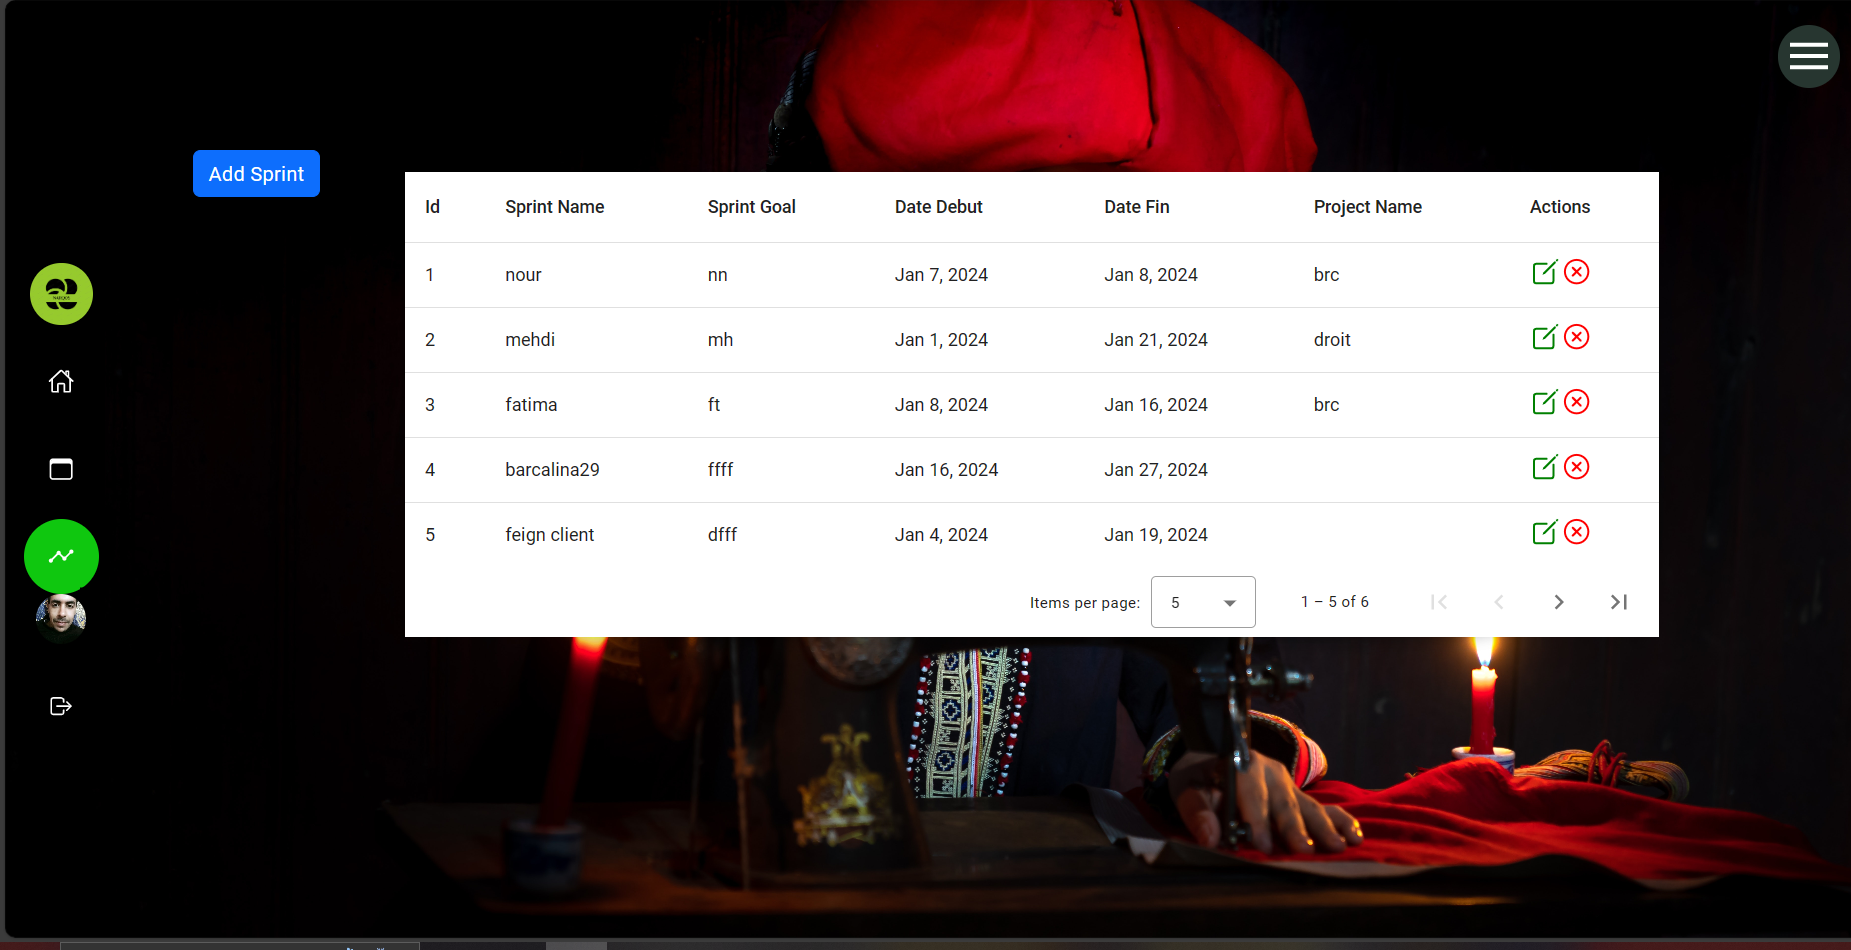 Add Sprint
Id Sprint Name Sprint Goal Date Debut Date Fin Project Name Actions
1 nour nn Jan 7, 2024 Jan 8, 2024 brc
2 mehdi mh Jan 1, 2024 Jan 21, 2024 droit
3 fatima ft Jan 8, 2024 Jan 16, 2024 brc
4 barcalina29 ffff Jan 16, 2024 Jan 27, 2024
5 feign client dfff Jan 4, 2024 Jan 19, 2024
Items per page: 5 1 – 5 of 6